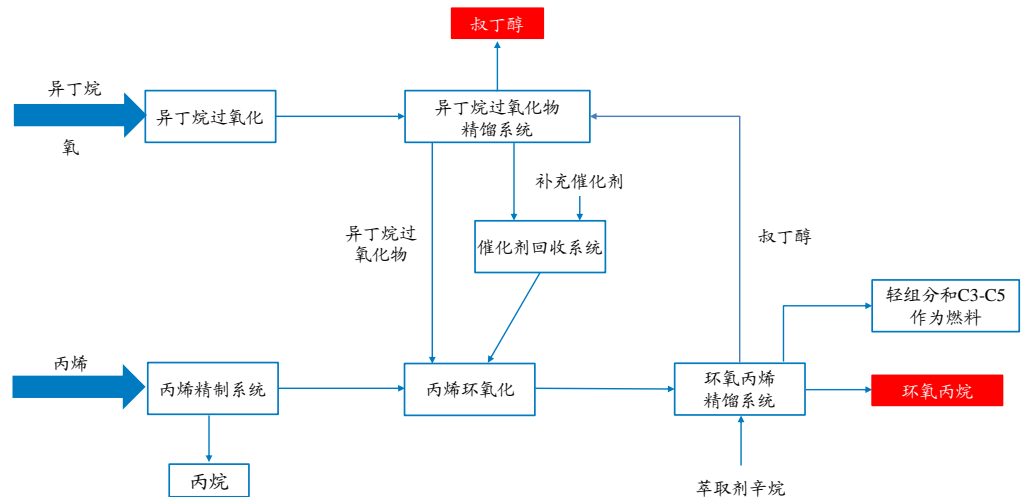 叔丁醇
异丁烷
氧
异丁烷过氧化
异丁烷过氧化物
精馏系统
补充催化剂
异丁烷过
氧化物
催化剂回收系统
叔丁醇
轻组分和C3-C5
作为燃料
丙烯
丙烯精制系统
丙烯环氧化
环氧丙烯
精馏系统
环氧丙烷
丙烷
萃取剂辛烷